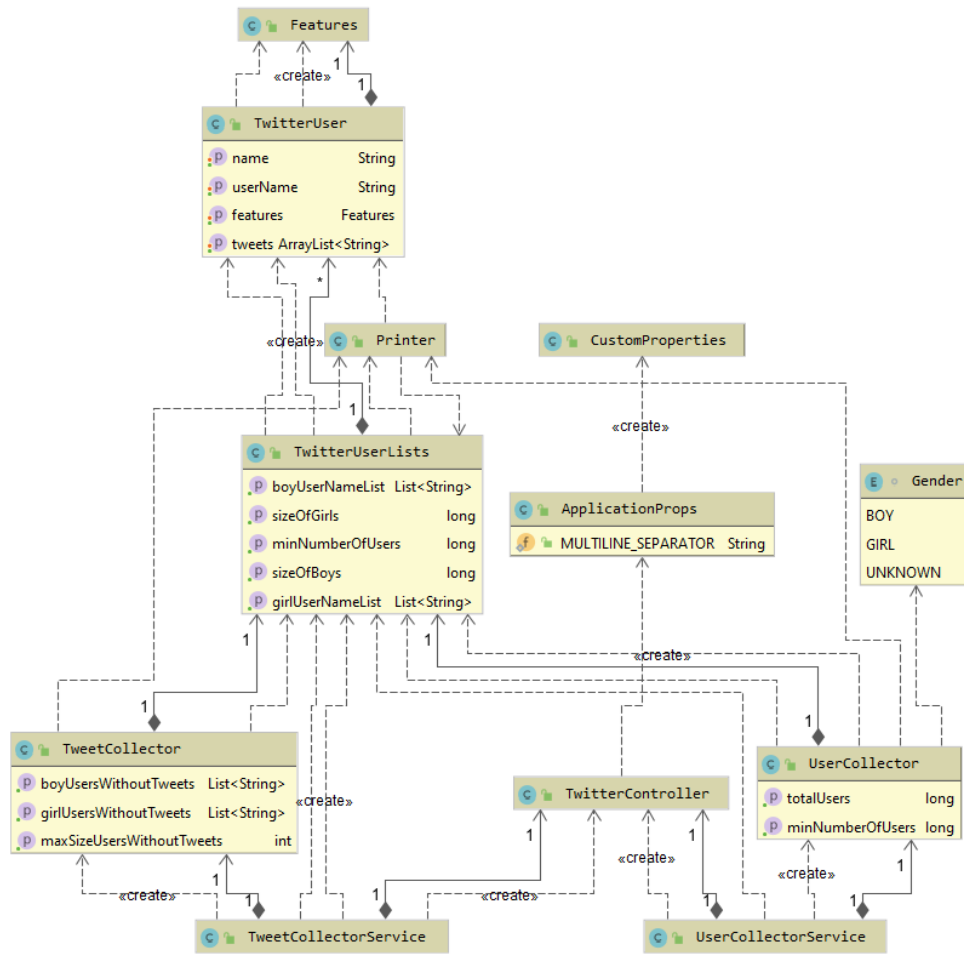 Features
1
«create»
1
TwitterUser
name String
userName String
features Features
tweets ArrayList<String>
*
«create»
Printer
CustomProperties
1
«create»
TwitterUserLists
boyUserNameList List<String>
sizeOfGirls long
minNumberOfUsers long
sizeOfBoys long
girlUserNameList List<String>
ApplicationProps
MULTILINE_SEPARATOR String
Gender
BOY
GIRL
UNKNOWN
1
1
«create»
1
1
TweetCollector
boyUsersWithoutTweets List<String>
girlUsersWithoutTweets List<String>
maxSizeUsersWithoutTweets int
«create»
TwitterController
UserCollector
totalUsers long
minNumberOfUsers long
1
1
1
1
«create»
«create»
«create»
«create»
1
1
1
1
TweetCollectorService
UserCollectorService